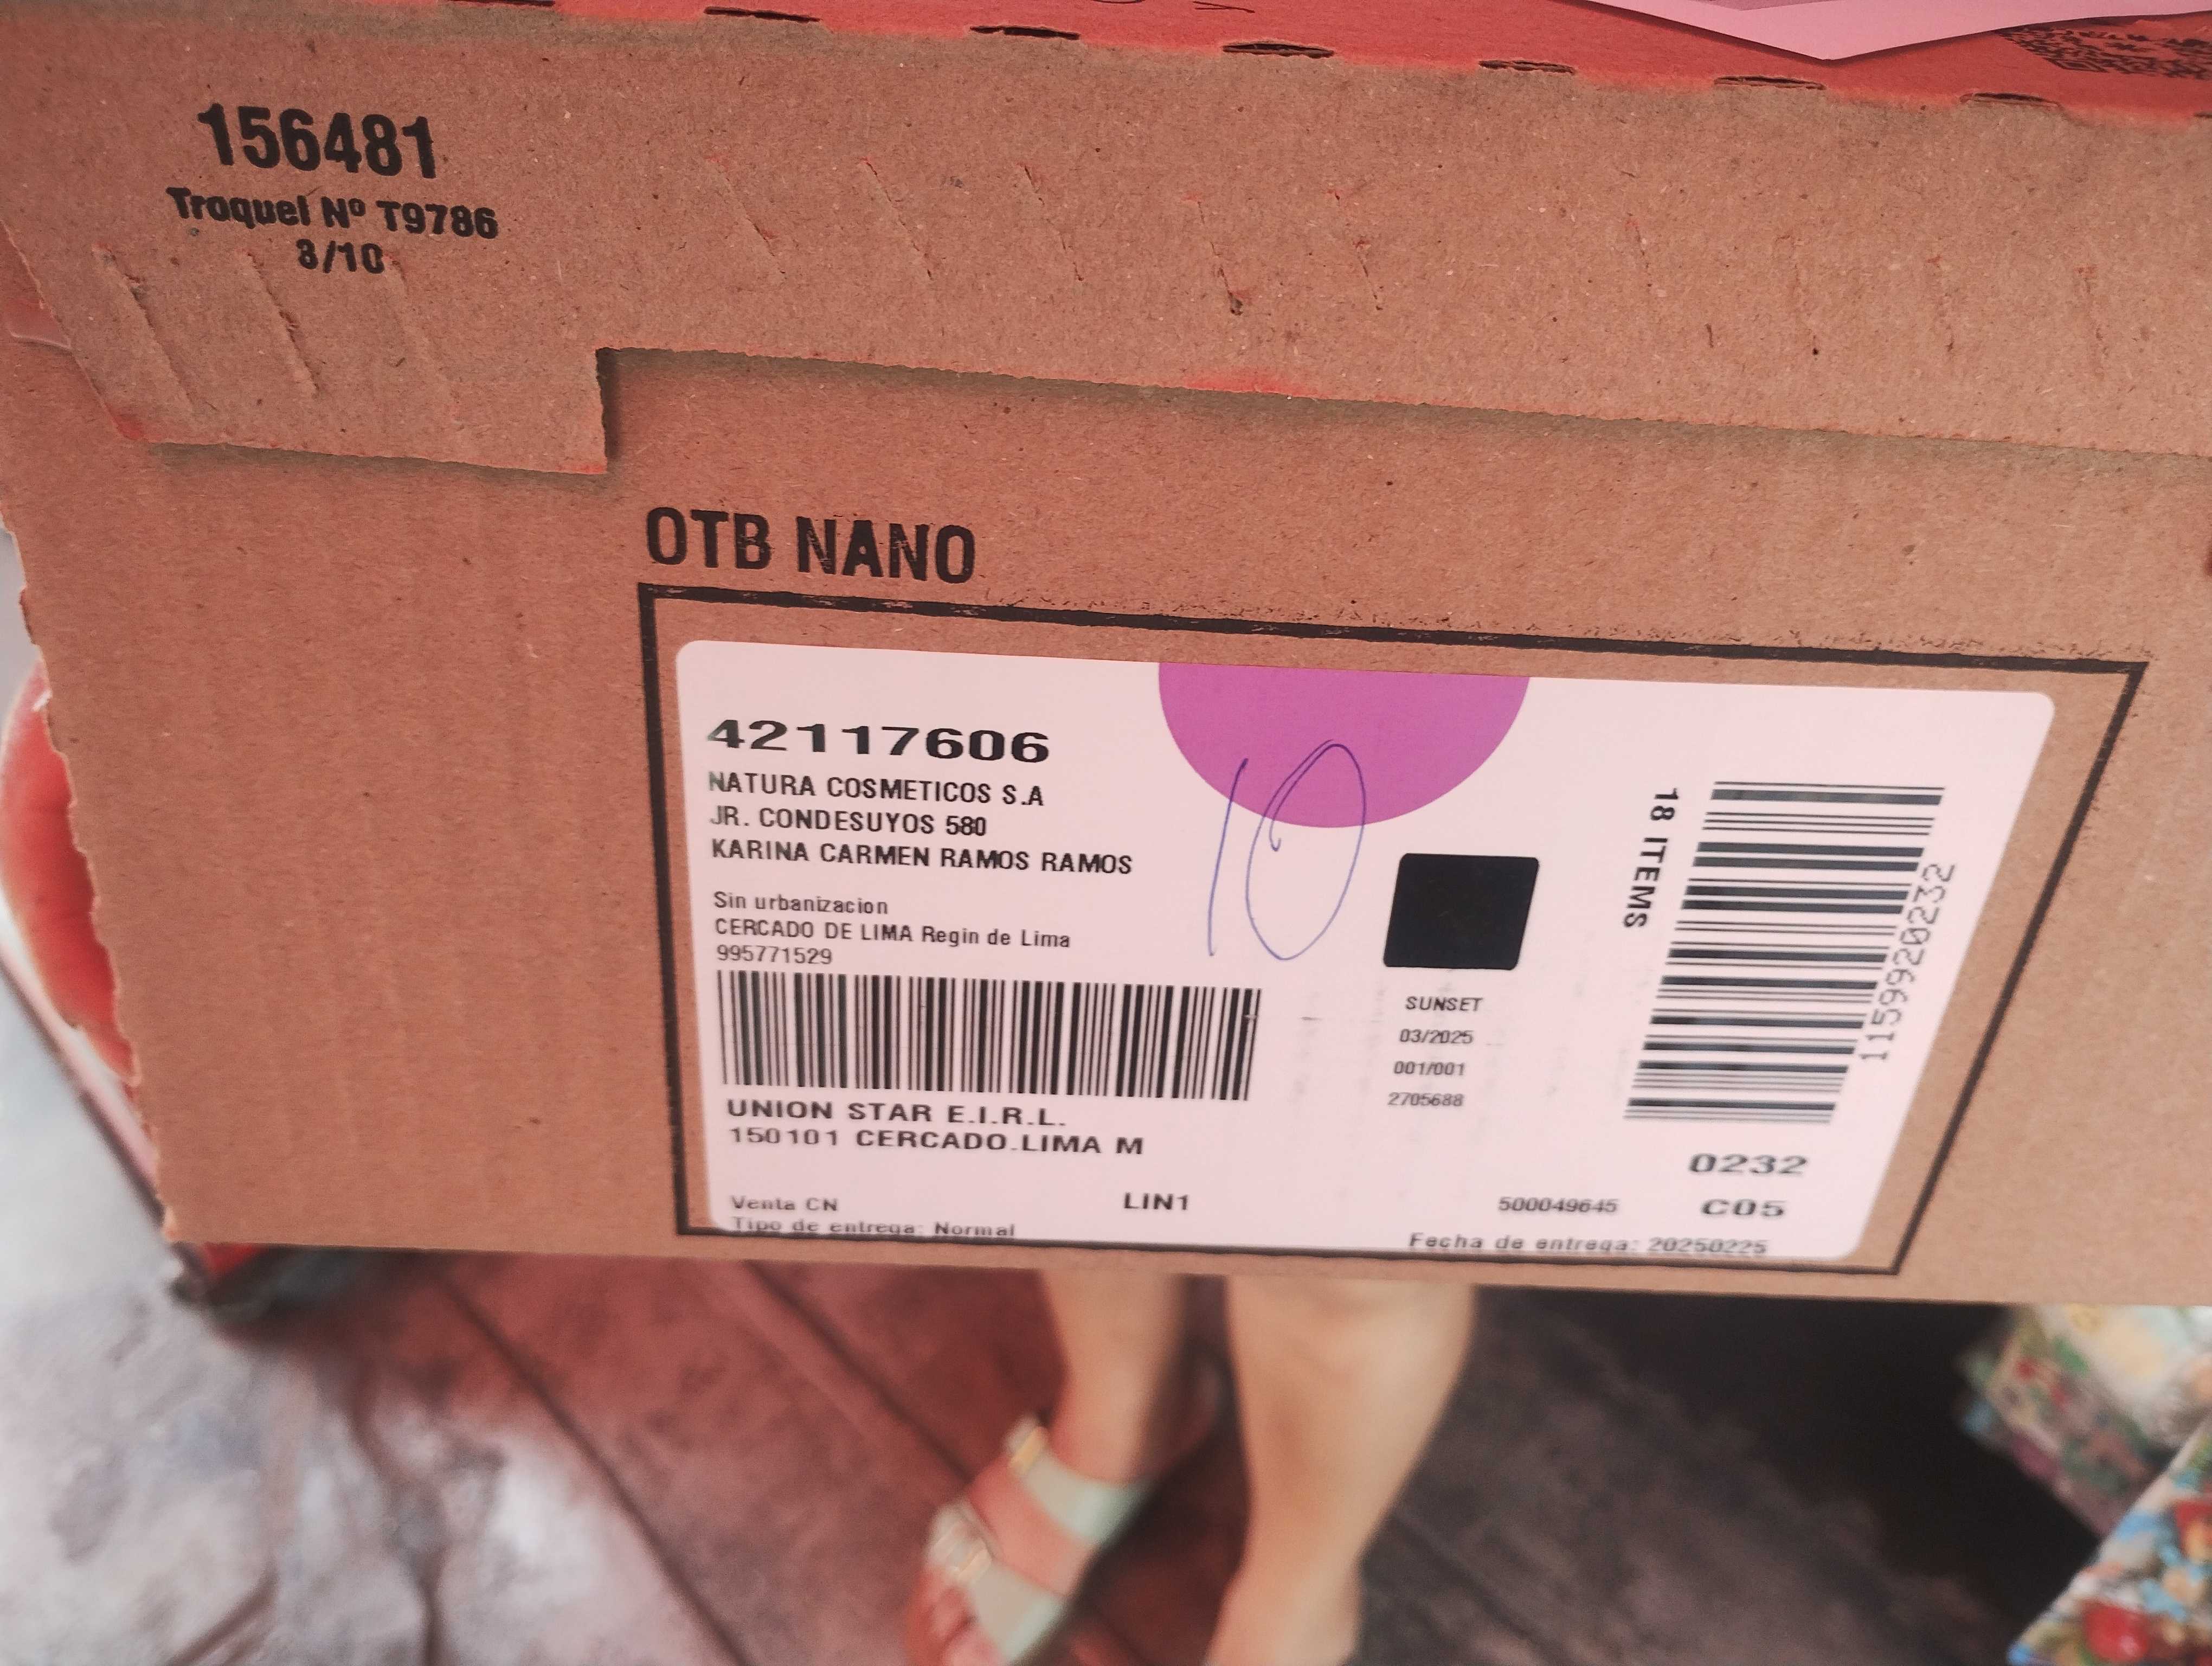 156481
Troquel Nº T9786
3/10
OTB NANO
42117606
NATURA COSMETICOS S.A
JR. CONDESUYOS 580
KARINA CARMEN RAMOS RAMOS
Sin urbanizacion
CERCADO DE LIMA Regin de Lima
995771529
UNION STAR E.I.R.L.
150101 CERCADO.LIMA M
Venta CN
LIN1
Tipo de entrega: Normal
10
SUNSET
03/2025
001/001
2705688
18 ITEMS
115999202​32
0232
500049645
C05
Fecha de entrega: 20250225